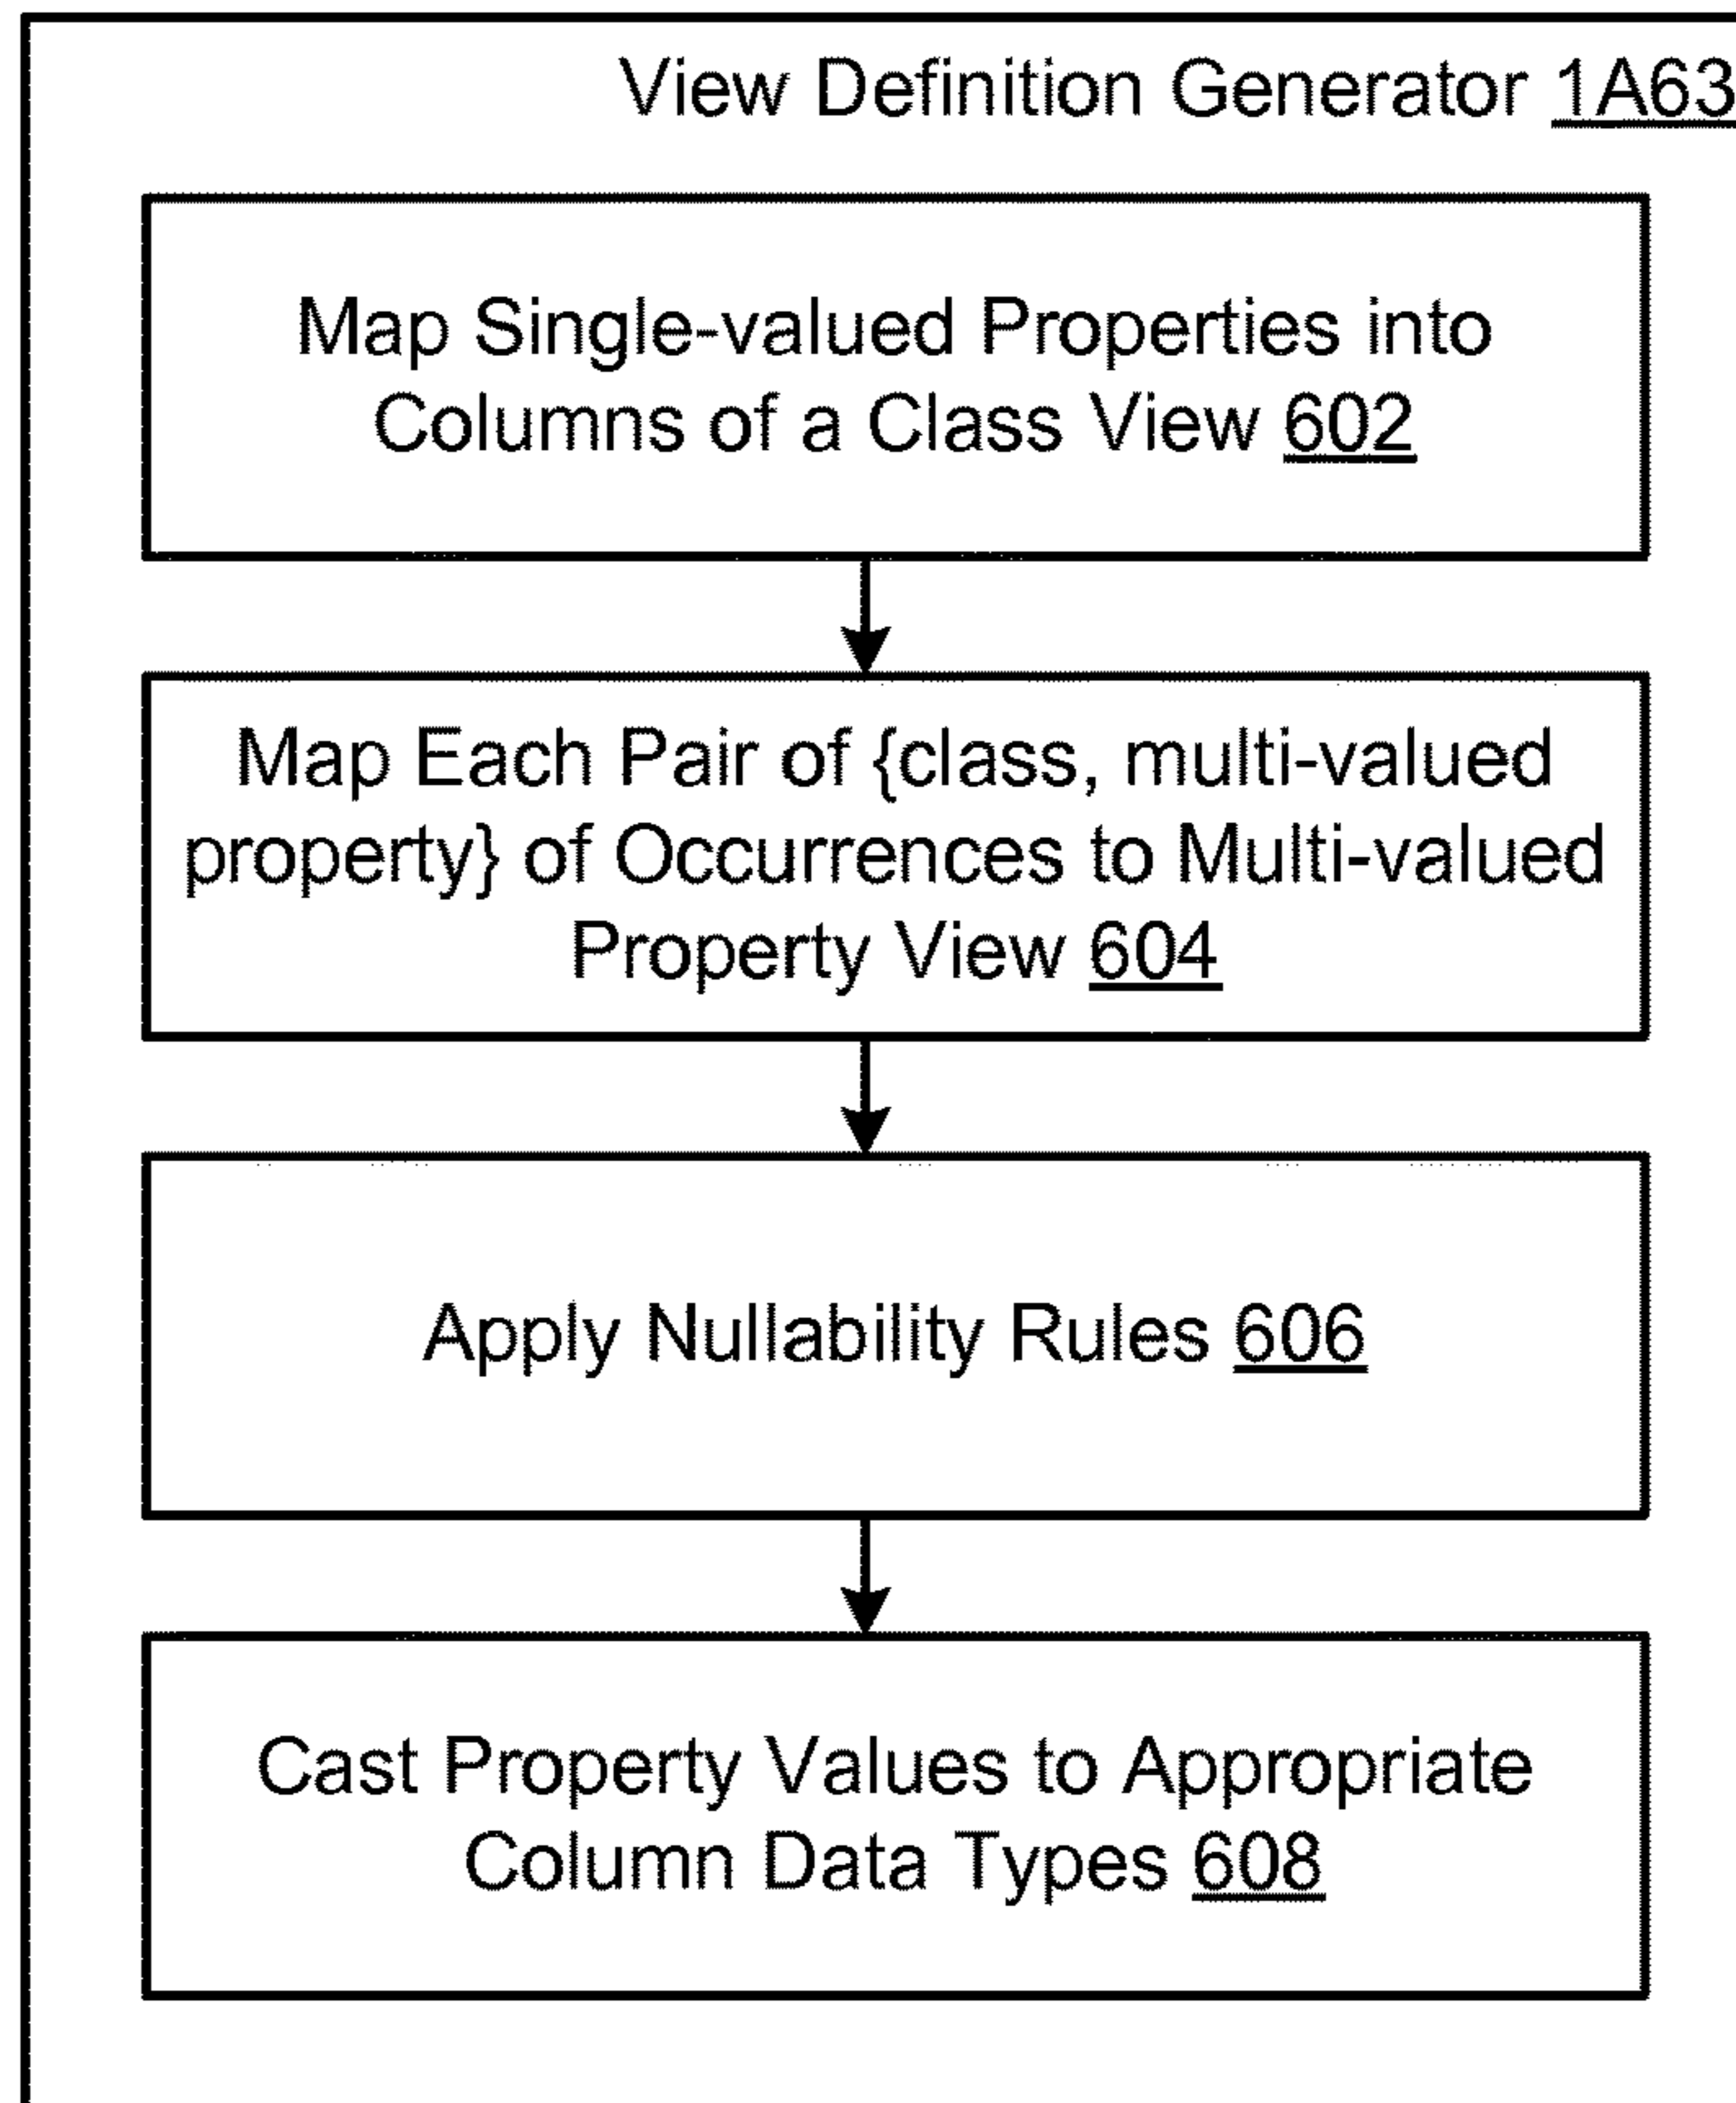 View Definition Generator 1A63
Map Single-valued Properties into
Columns of a Class View 602
Map Each Pair of {class, multi-valued
property} of Occurrences to Multi-valued
Property View 604
Apply Nullability Rules 606
Cast Property Values to Appropriate
Column Data Types 608